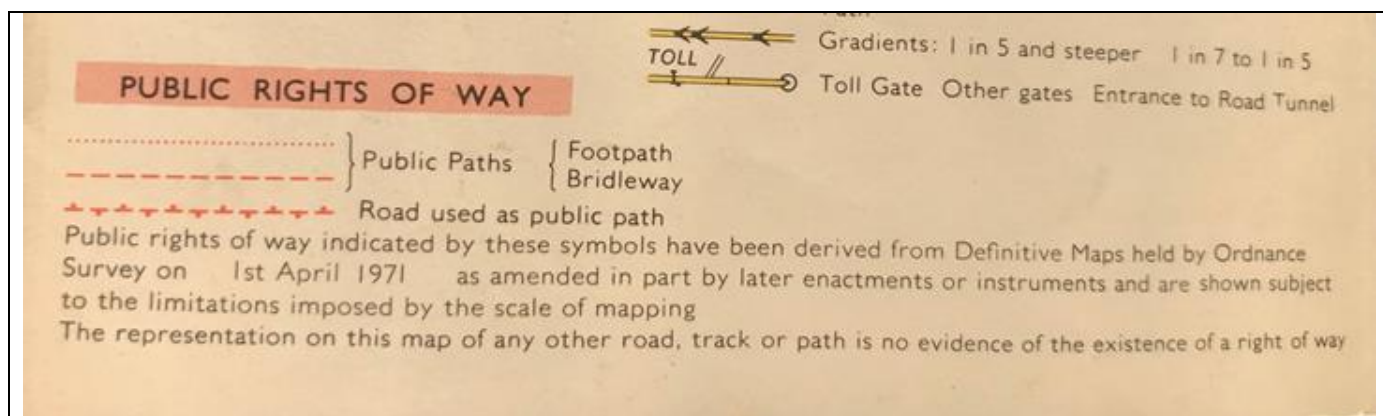 Gradients: 1 in 5 and steeper 1 in 7 to 1 in 5
TOLL
Toll Gate Other gates Entrance to Road Tunnel
PUBLIC RIGHTS OF WAY
Public Paths
Footpath
Bridleway
Road used as public path
Public rights of way indicated by these symbols have been derived from Definitive Maps held by Ordnance
Survey on 1st April 1971 as amended in part by later enactments or instruments and are shown subject
to the limitations imposed by the scale of mapping
The representation on this map of any other road, track or path is no evidence of the existence of a right of way